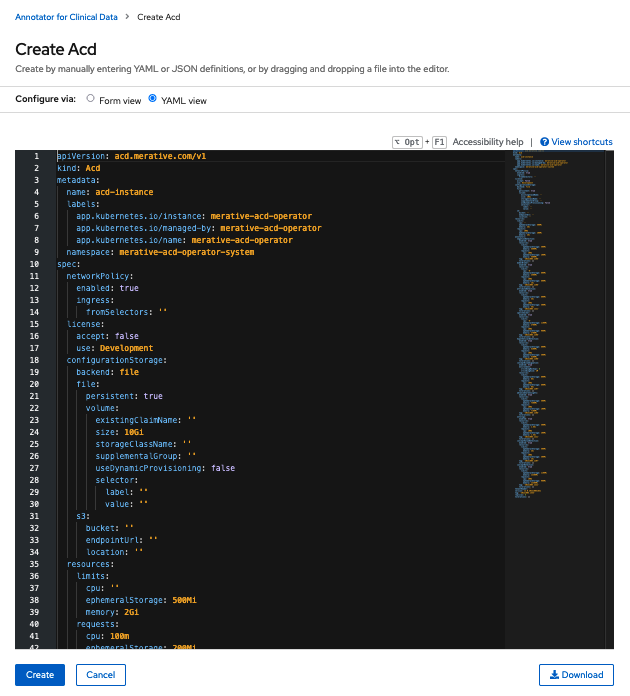 Annotator for Clinical Data > Create Acd
Create Acd
Create by manually entering YAML or JSON definitions, or by dragging and dropping a file into the editor.
Configure via: Form view YAML view
⌥ Opt + F1 Accessibility help | View shortcuts
1 apiVersion: acd.merative.com/v1
2 kind: Acd
3 metadata:
4 name: acd-instance
5 labels:
6 app.kubernetes.io/instance: merative-acd-operator
7 app.kubernetes.io/managed-by: merative-acd-operator
8 app.kubernetes.io/name: merative-acd-operator
9 namespace: merative-acd-operator-system
10 spec:
11 networkPolicy:
12 enabled: true
13 ingress:
14 fromSelectors: ''
15 license:
16 accept: false
17 use: Development
18 configurationStorage:
19 backend: file
20 file:
21 persistent: true
22 volume:
23 existingClaimName: ''
24 size: 10Gi
25 storageClassName: ''
26 supplementalGroup: ''
27 useDynamicProvisioning: false
28 selector:
29 label: ''
30 value: ''
31 s3:
32 bucket: ''
33 endpointUrl: ''
34 location: ''
35 resources:
36 limits:
37 cpu: ''
38 ephemeralStorage: 500Mi
39 memory: 2Gi
40 requests:
41 cpu: 100m
42 ephemeralStorage: 200Mi
Create Cancel Download